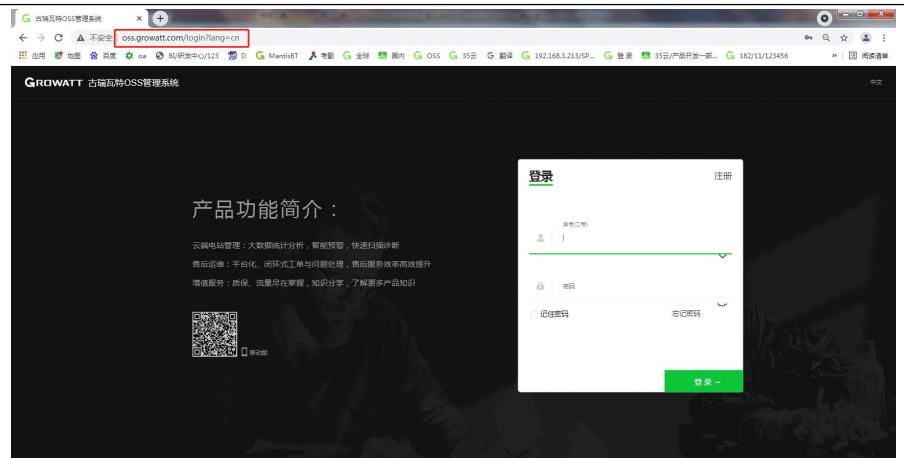 古瑞瓦特OSS管理系统
不安全 oss.growatt.com/login?lang=cn
应用 地图 百度 oa BI/研发中心/123 D MantisBT 考勤 全球 国内 OSS 35云 翻译 192.168.3.213/SP... 登录 35云/产品开发一部... 182/11/123456 » 阅读清单
GROWATT 古瑞瓦特OSS管理系统
中文
登录 注册
产品功能简介：
云端电站管理：大数据统计分析，智能预警，快速扫描诊断
售后运维：平台化、闭环式工单与问题处理，售后服务效率高效提升
增值服务：质保、流量尽在掌握，知识分享，了解更多产品知识
移动版
账号(工号)
密码
记住密码 忘记密码
登录